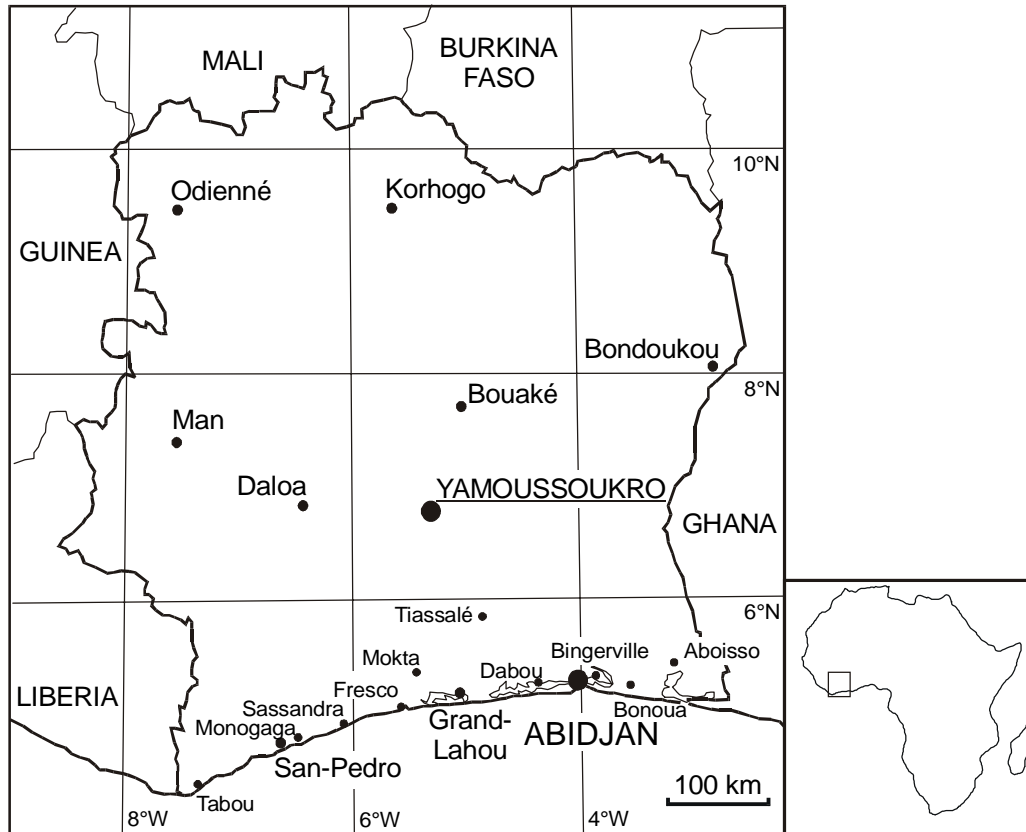 MALI
BURKINA
FASO
10°N
Odienné
Korhogo
GUINEA
Bondoukou
8°N
Bouaké
Man
Daloa
YAMOUSSOUKRO
GHANA
6°N
Tiassalé
Bingerville
Aboisso
Mokta
Dabou
LIBERIA
Fresco
Sassandra
Grand-
Lahou
Bonoua
Monogaga
ABIDJAN
San-Pedro
100 km
Tabou
8°W
6°W
4°W